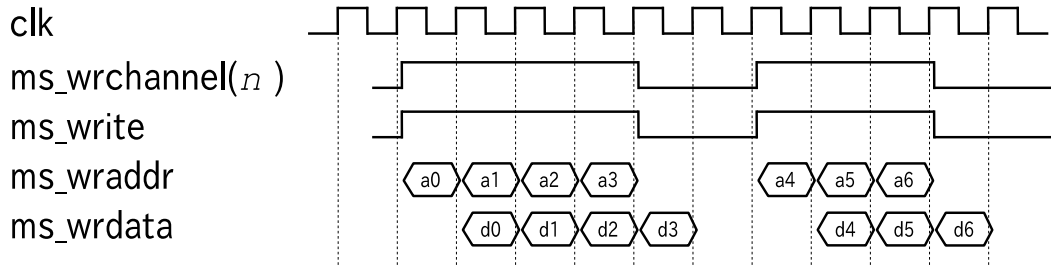 clk
ms_wrchannel(n )
ms_write
ms_wraddr a0 a1 a2 a3 a4 a5 a6
ms_wrdata d0 d1 d2 d3 d4 d5 d6